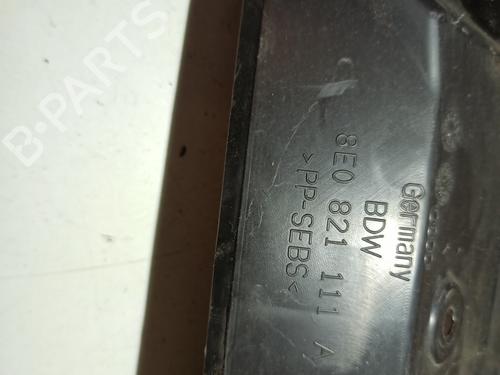 B-PARTS
Germany
BDW
8E0 821 111 A
>PP-SEBS<